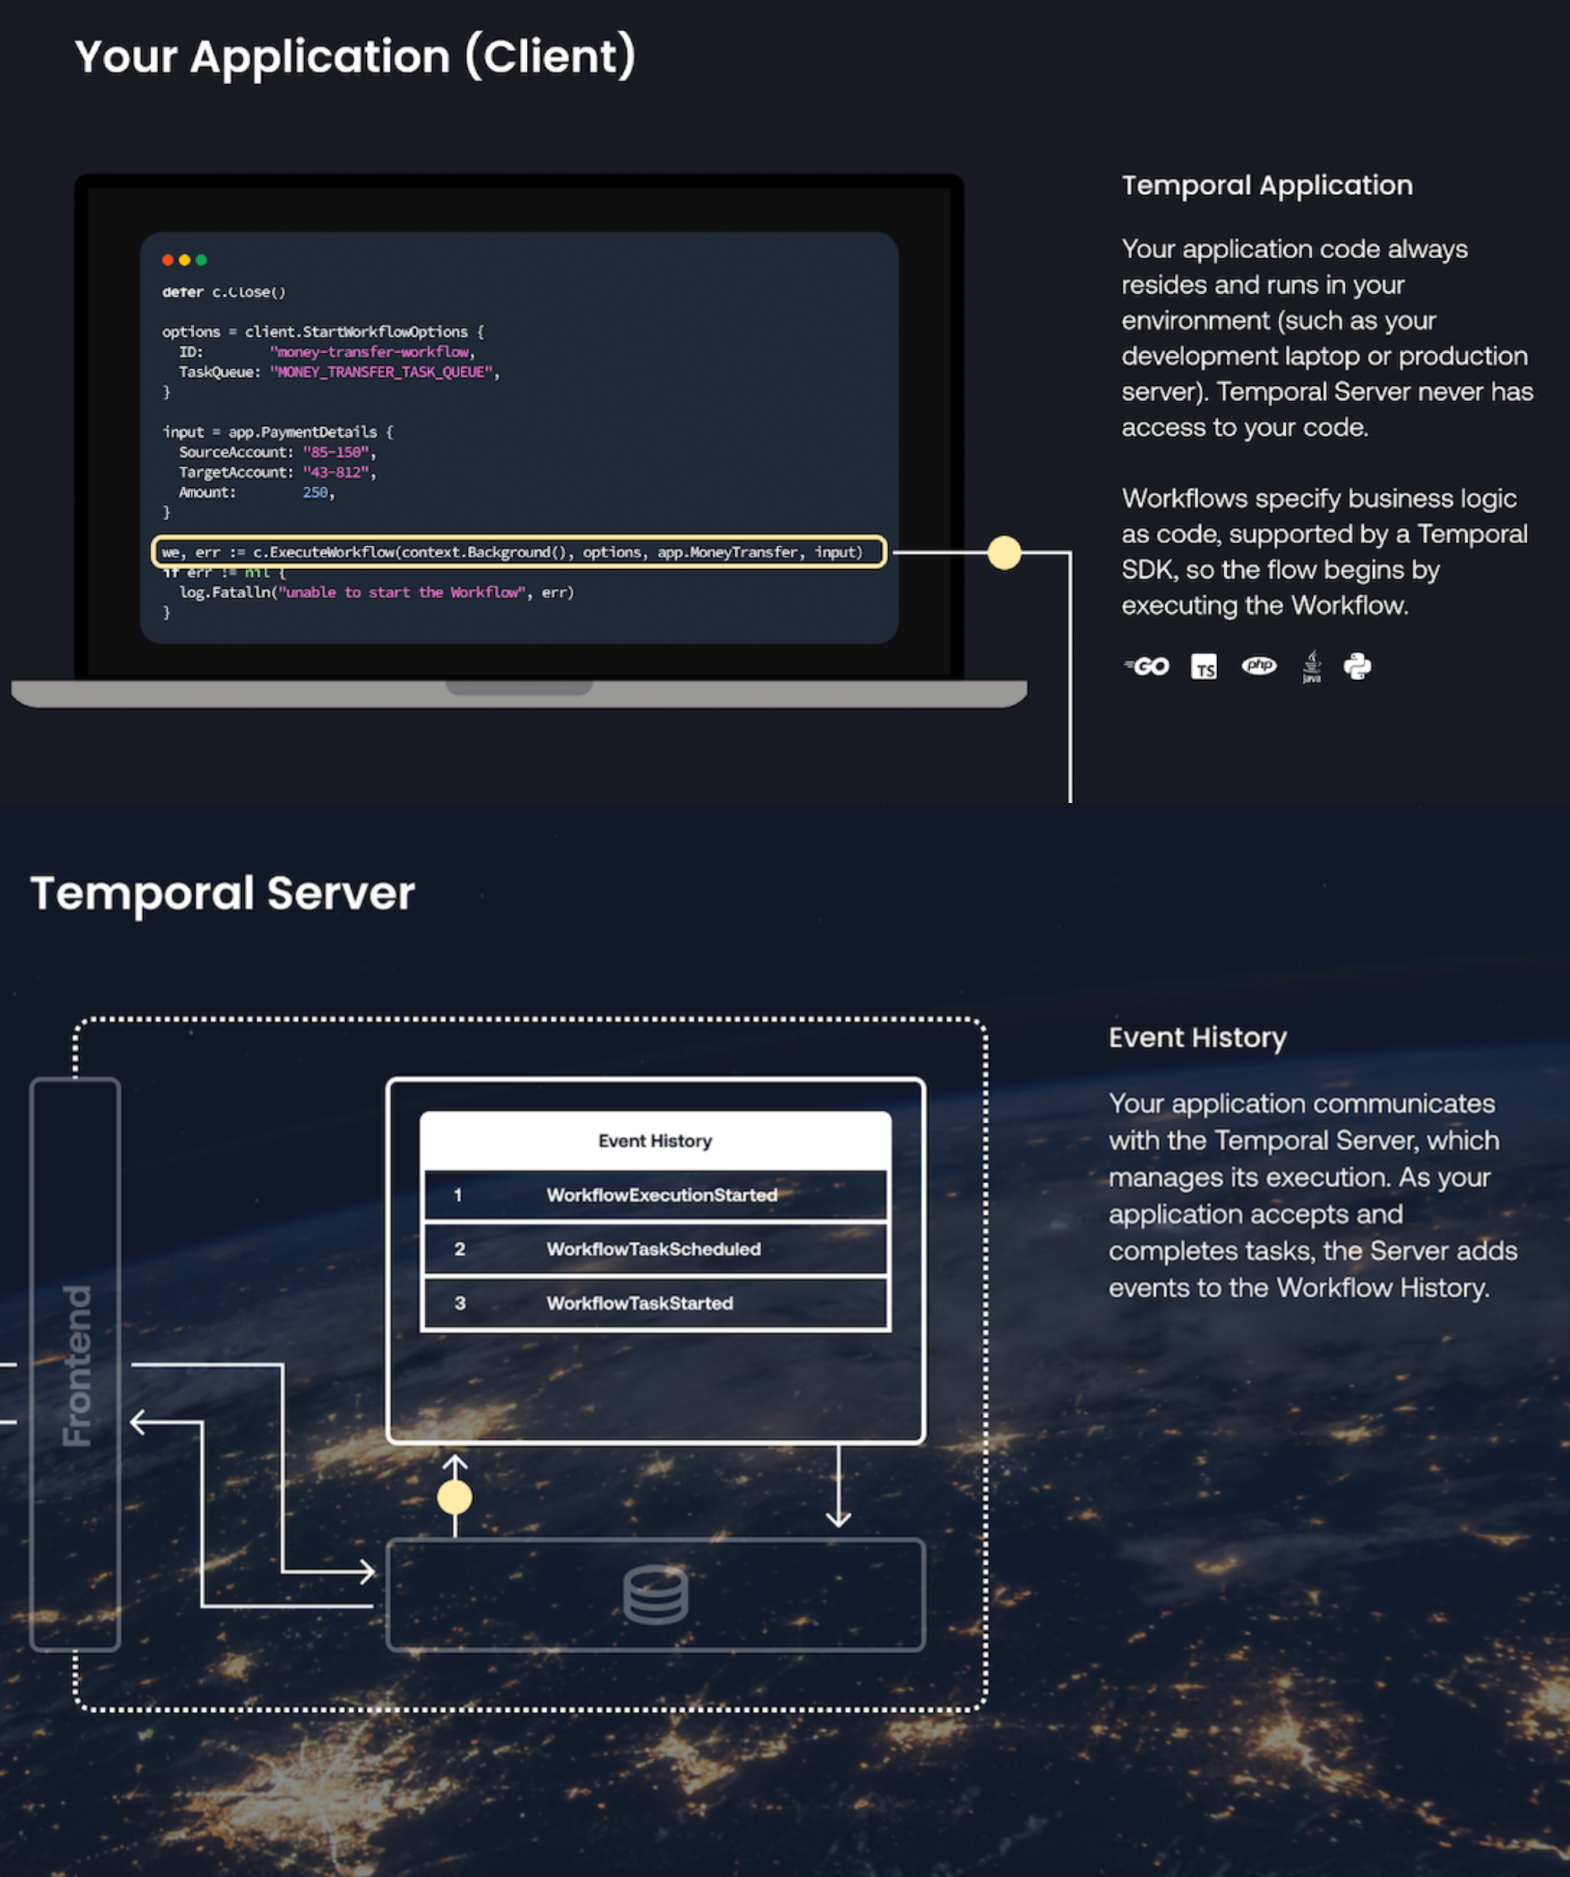 Your Application (Client)
defer c.Close()
options = client.StartWorkflowOptions {
ID: "money-transfer-workflow,
TaskQueue: "MONEY_TRANSFER_TASK_QUEUE",
}
input = app.PaymentDetails {
SourceAccount: "85-150",
TargetAccount: "43-812",
Amount: 250,
}
we, err := c.ExecuteWorkflow(context.Background(), options, app.MoneyTransfer, input)
if err != nil {
log.Fatalln("unable to start the Workflow", err)
}
Temporal Application
Your application code always
resides and runs in your
environment (such as your
development laptop or production
server). Temporal Server never has
access to your code.
Workflows specify business logic
as code, supported by a Temporal
SDK, so the flow begins by
executing the Workflow.
GO TS php Java
Temporal Server
Frontend
Event History
1 WorkflowExecutionStarted
2 WorkflowTaskScheduled
3 WorkflowTaskStarted
Event History
Your application communicates
with the Temporal Server, which
manages its execution. As your
application accepts and
completes tasks, the Server adds
events to the Workflow History.